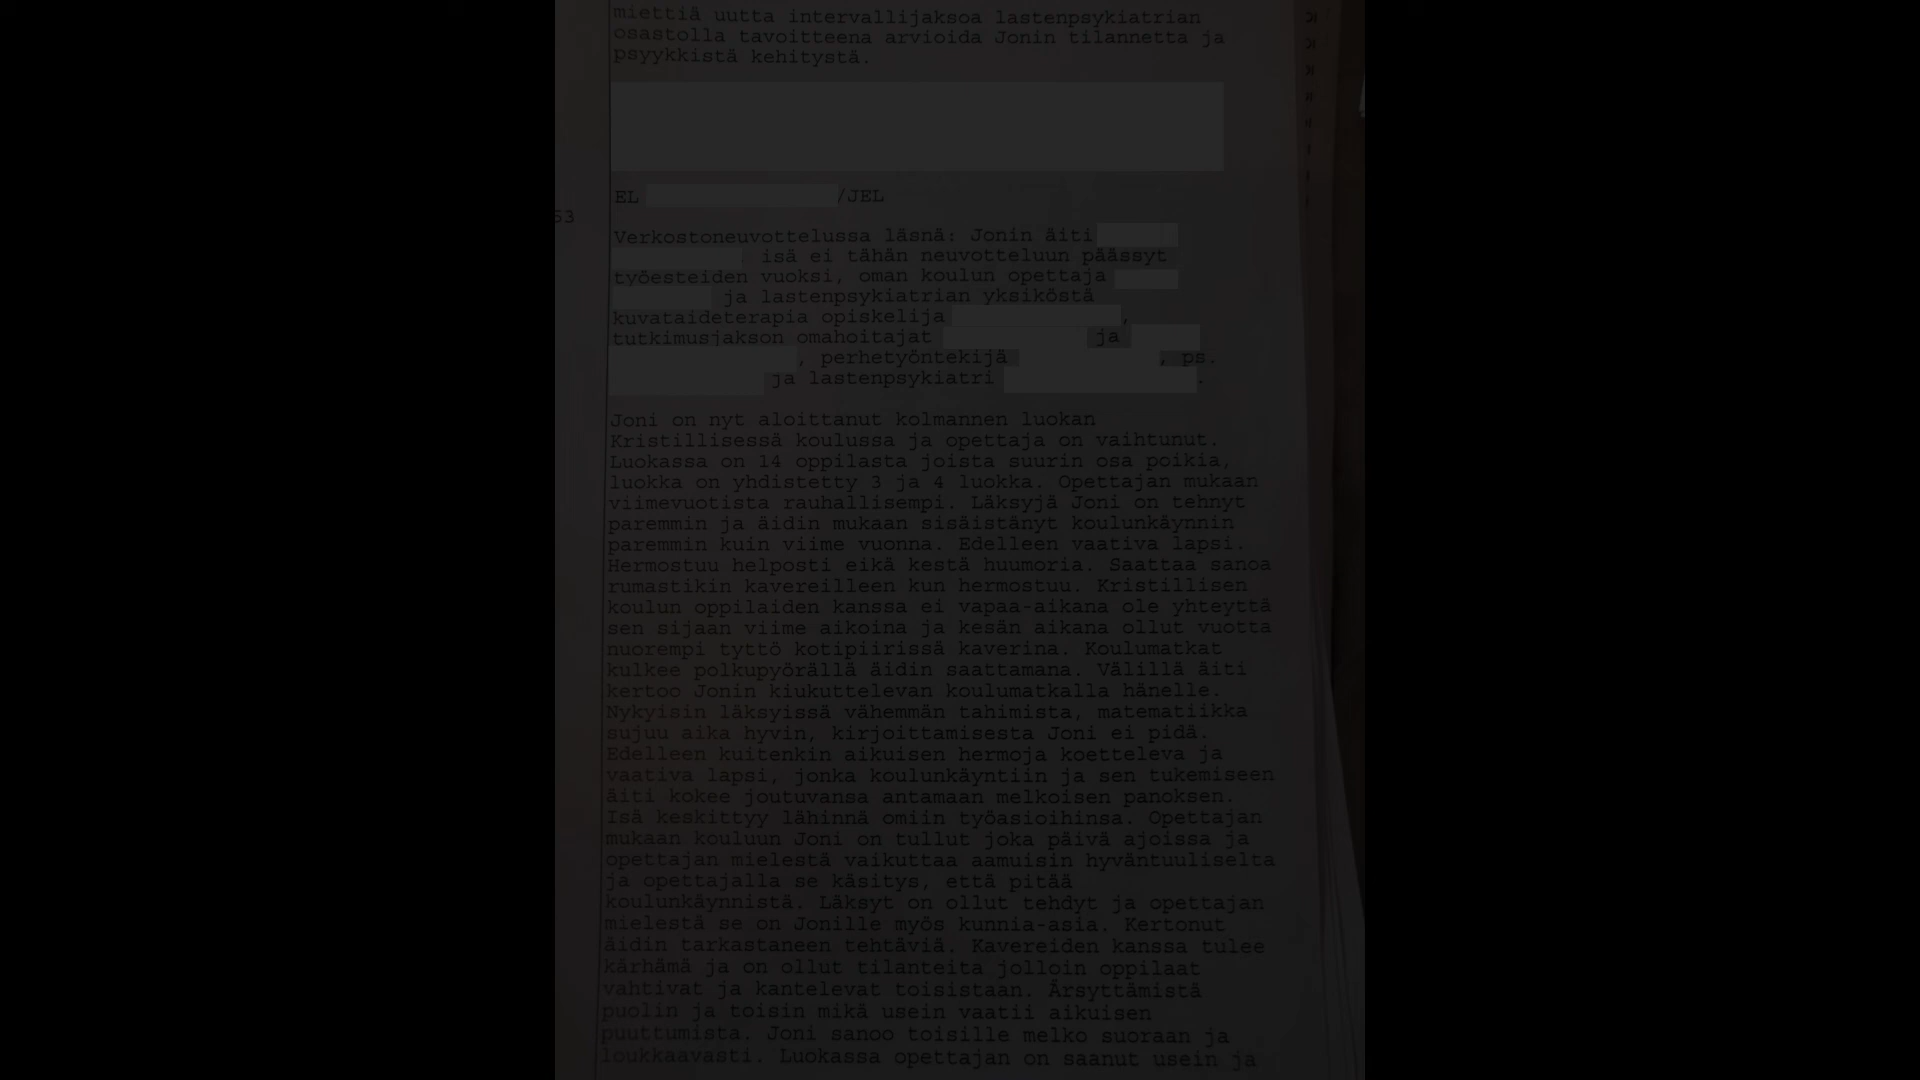 miettiä uutta intervallijaksoa lastenpsykiatrian
osastolla tavoitteena arvioida Jonin tilannetta ja
psyykkistä kehitystä.
EL /JEL
53
Verkostoneuvottelussa läsnä: Jonin äiti
isä ei tähän neuvotteluun päässyt
työesteiden vuoksi, oman koulun opettaja
ja lastenpsykiatrian yksiköstä
kuvataideterapia opiskelija ,
tutkimusjakson omahoitajat ja
, perhetyöntekijä , ps.
ja lastenpsykiatri .
Joni on nyt aloittanut kolmannen luokan
Kristillisessä koulussa ja opettaja on vaihtunut.
Luokassa on 14 oppilasta joista suurin osa poikia,
luokka on yhdistetty 3 ja 4 luokka. Opettajan mukaan
viimevuotista rauhallisempi. Läksyjä Joni on tehnyt
paremmin ja äidin mukaan sisäistänyt koulunkäynnin
paremmin kuin viime vuonna. Edelleen vaativa lapsi.
Hermostuu helposti eikä kestä huumoria. Saattaa sanoa
rumastikin kavereilleen kun hermostuu. Kristillisen
koulun oppilaiden kanssa ei vapaa-aikana ole yhteyttä
sen sijaan viime aikoina ja kesän aikana ollut vuotta
nuorempi tyttö kotipiirissä kaverina. Koulumatkat
kulkee polkupyörällä äidin saattamana. Välillä äiti
kertoo Jonin kiukuttelevan koulumatkalla hänelle.
Nykyisin läksyissä vähemmän tahimista, matematiikka
sujuu aika hyvin, kirjoittamisesta Joni ei pidä.
Edelleen kuitenkin aikuisen hermoja koetteleva ja
vaativa lapsi, jonka koulunkäyntiin ja sen tukemiseen
äiti kokee joutuvansa antamaan melkoisen panoksen.
Isä keskittyy lähinnä omiin työasioihinsa. Opettajan
mukaan kouluun Joni on tullut joka päivä ajoissa ja
opettajan mielestä vaikuttaa aamuisin hyväntuuliselta
ja opettajalla se käsitys, että pitää
koulunkäynnistä. Läksyt on ollut tehdyt ja opettajan
mielestä se on Jonille myös kunnia-asia. Kertonut
äidin tarkastaneen tehtäviä. Kavereiden kanssa tulee
kärhämä ja on ollut tilanteita jolloin oppilaat
vahtivat ja kantelevat toisistaan. Ärsyttämistä
puolin ja toisin mikä usein vaatii aikuisen
puuttumista. Joni sanoo toisille melko suoraan ja
loukkaavasti. Luokassa opettajan on saanut usein ja